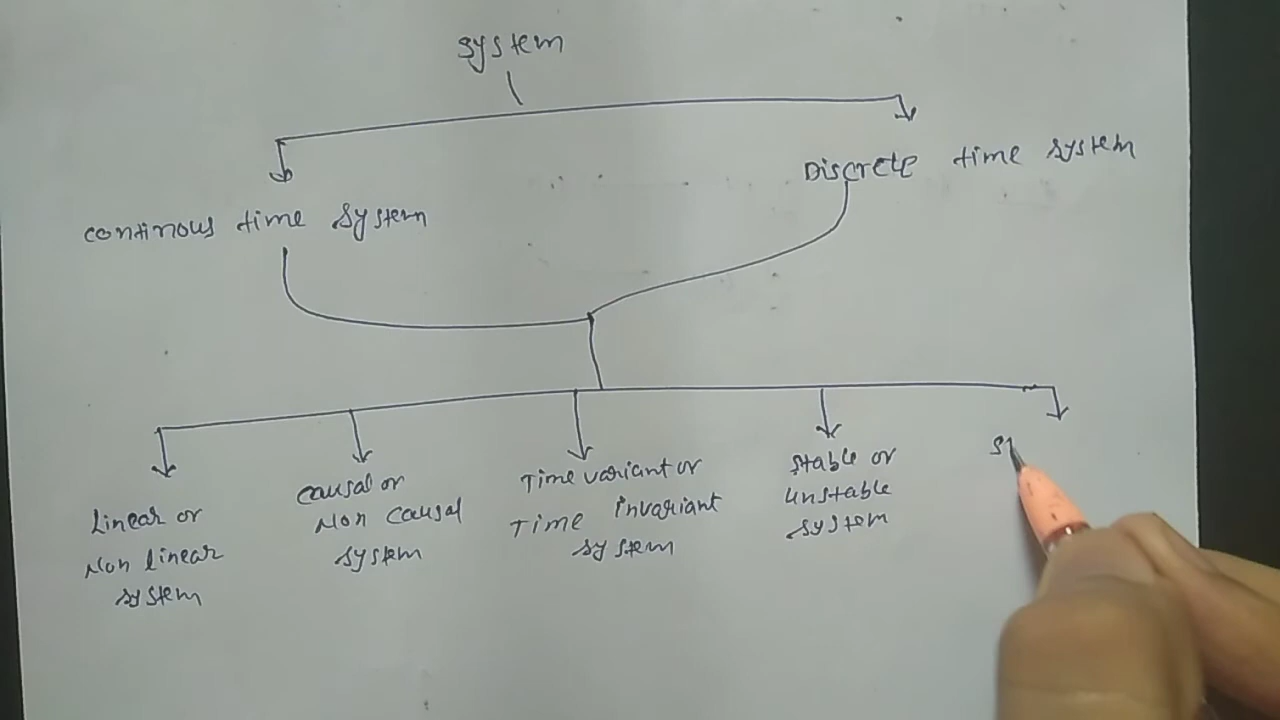 system
Discrete time system
continous time system
Linear or
Non linear
system
causal or
Non causal
system
Time variant or
Time invariant
system
stable or
unstable
system